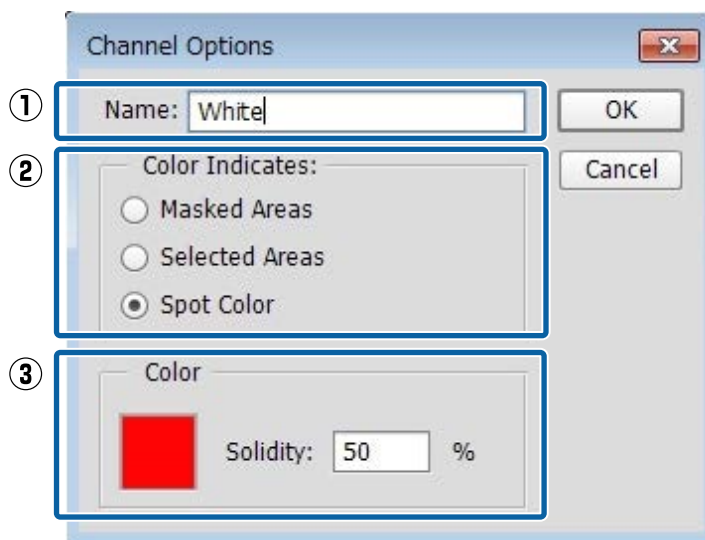 Channel Options
① Name: White OK
② Color Indicates: Cancel
Masked Areas
Selected Areas
Spot Color
③ Color
Solidity: 50 %